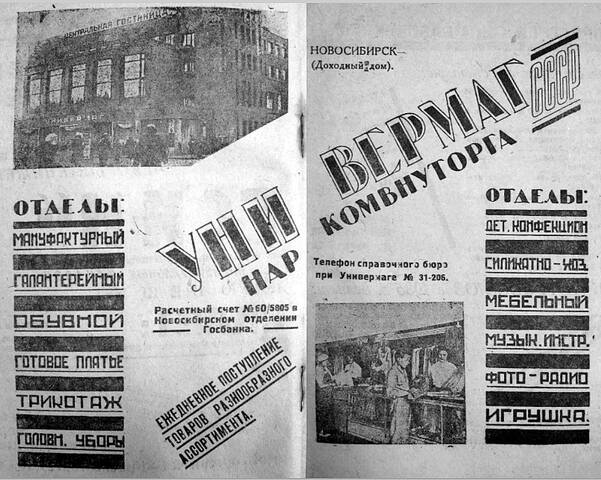 ЦЕНТРАЛЬНАЯ ГОСТИНИЦА
УНИВЕРМАГ
ОТДЕЛЫ:
МАНУФАКТУРНЫЙ
ГАЛАНТЕРЕЙНЫЙ
ОБУВНОЙ
ГОТОВОЕ ПЛАТЬЕ
ТРИКОТАЖ
ГОЛОВН. УБОРЫ
УНИ
НАР
Расчетный счет № 60/5805 в
Новосибирском отделении
Госбанка.
ЕЖЕДНЕВНОЕ ПОСТУПЛЕНИЕ
ТОВАРОВ РАЗНООБРАЗНОГО
АССОРТИМЕНТА.
НОВОСИБИРСК—
(Доходный дом).
ВЕРМАГ
КОМВНУТОРГА
СССР
Телефон справочного бюро
при Универмаге № 31-206.
ОТДЕЛЫ:
ДЕТ. КОНФЕКЦИОН
СИЛИКАТНО-ХОЗ.
МЕБЕЛЬНЫЙ
МУЗЫК. ИНСТР.
ФОТО-РАДИО
ИГРУШКА.